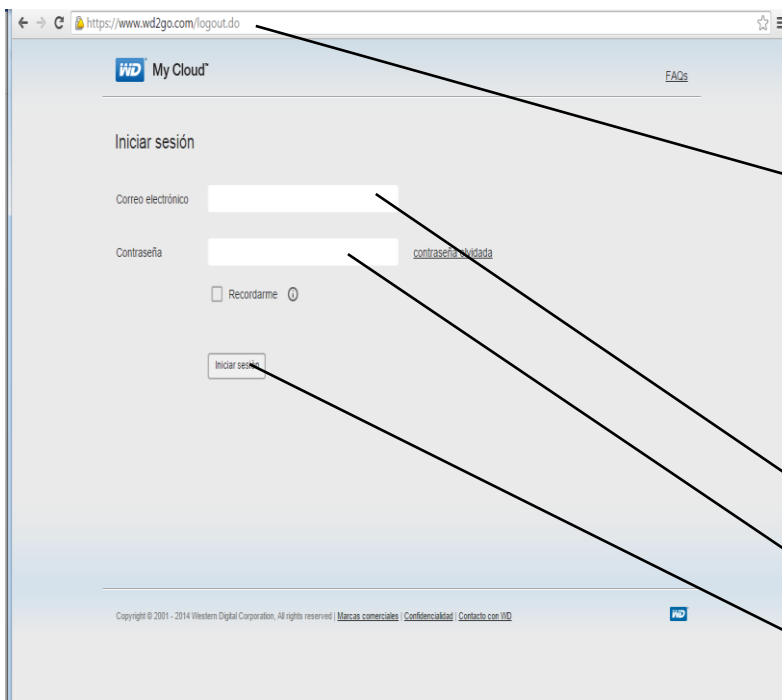 https://www.wd2go.com/logout.do
WD My Cloud™
FAQs
Iniciar sesión
Correo electrónico
Contraseña
contraseña olvidada
Recordarme
Iniciar sesión
Copyright © 2001 - 2014 Western Digital Corporation, All rights reserved | Marcas comerciales | Confidencialidad | Contacto con WD
WD